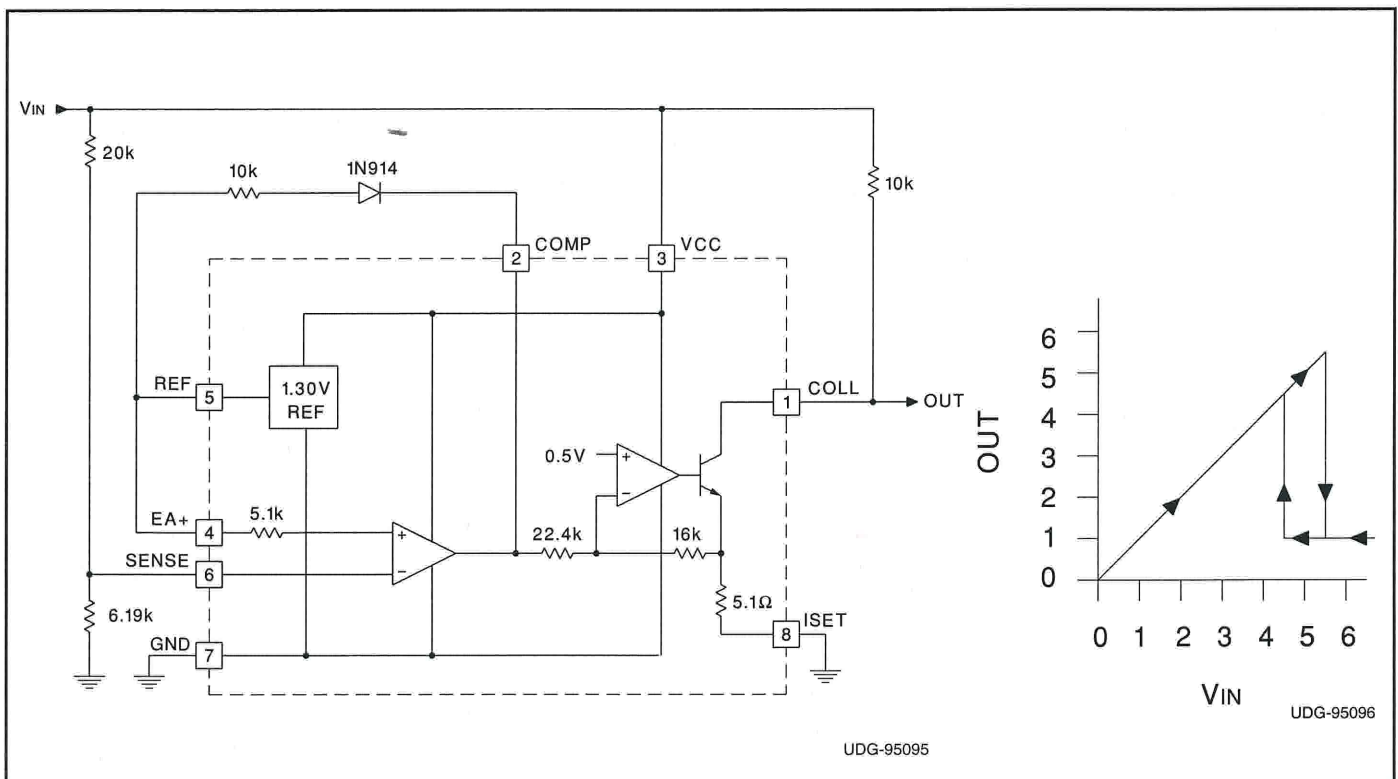 VIN
20k
10k
1N914
10k
2
COMP
3
VCC
REF
5
1.30V
REF
COLL
1
OUT
0.5V
EA+
4
5.1k
22.4k
16k
SENSE
6
6.19k
5.1Ω
ISET
8
GND
7
UDG-95095
OUT
6
5
4
3
2
1
0
0 1 2 3 4 5 6
VIN
UDG-95096
+
−
+
−